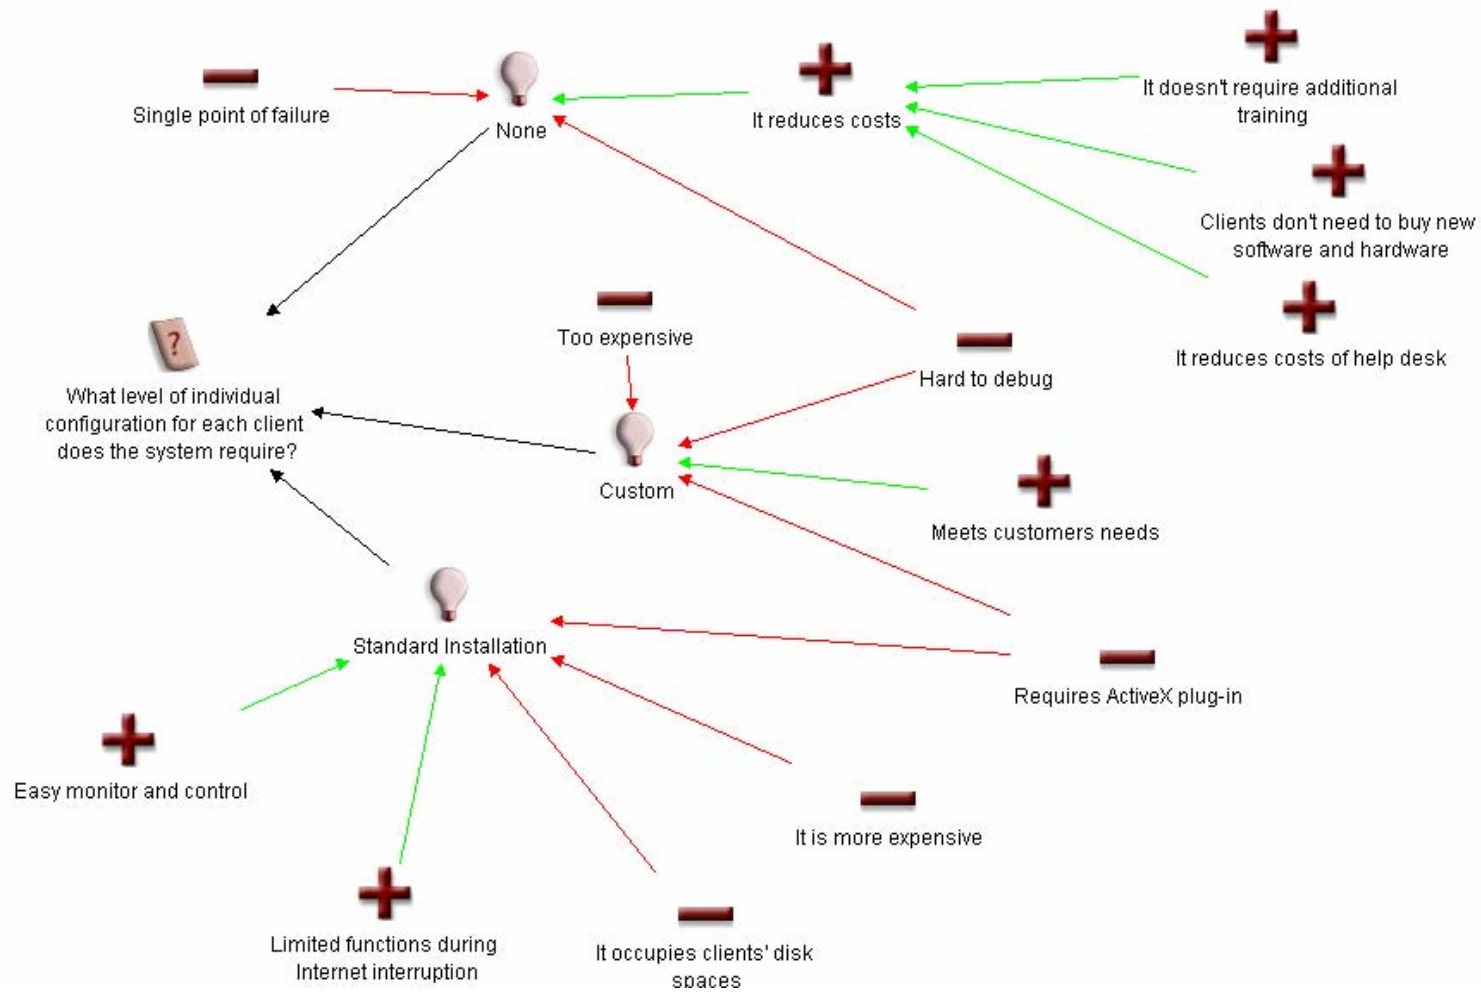 Single point of failure
None
It reduces costs
It doesn't require additional
training
Clients don't need to buy new
software and hardware
It reduces costs of help desk
Too expensive
Hard to debug
?
What level of individual
configuration for each client
does the system require?
Custom
Meets customers needs
Standard Installation
Requires ActiveX plug-in
Easy monitor and control
It is more expensive
Limited functions during
Internet interruption
It occupies clients' disk
spaces